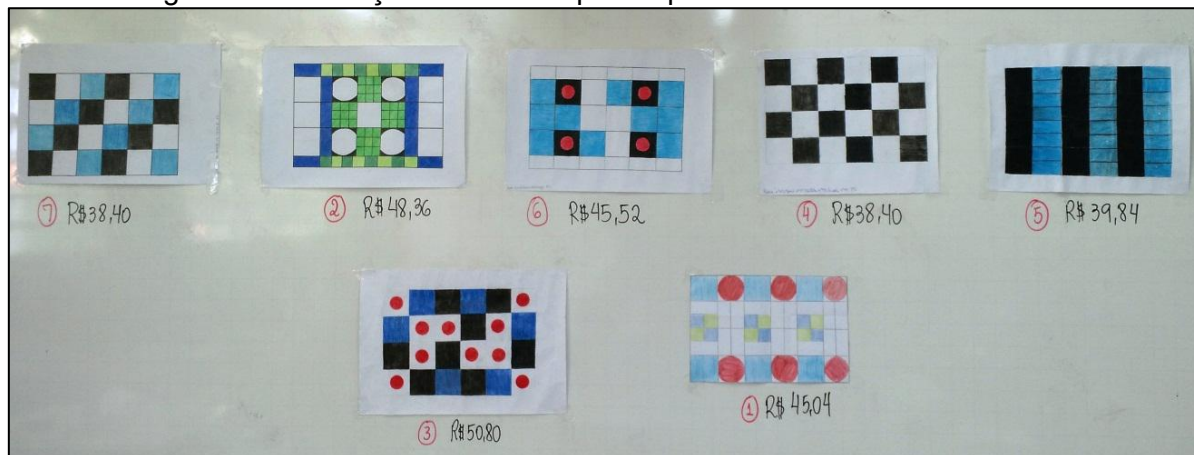 ⑦ R$38,40
② R$48,36
⑥ R$45,52
④ R$38,40
⑤ R$39,84
③ R$50,80
① R$45,04